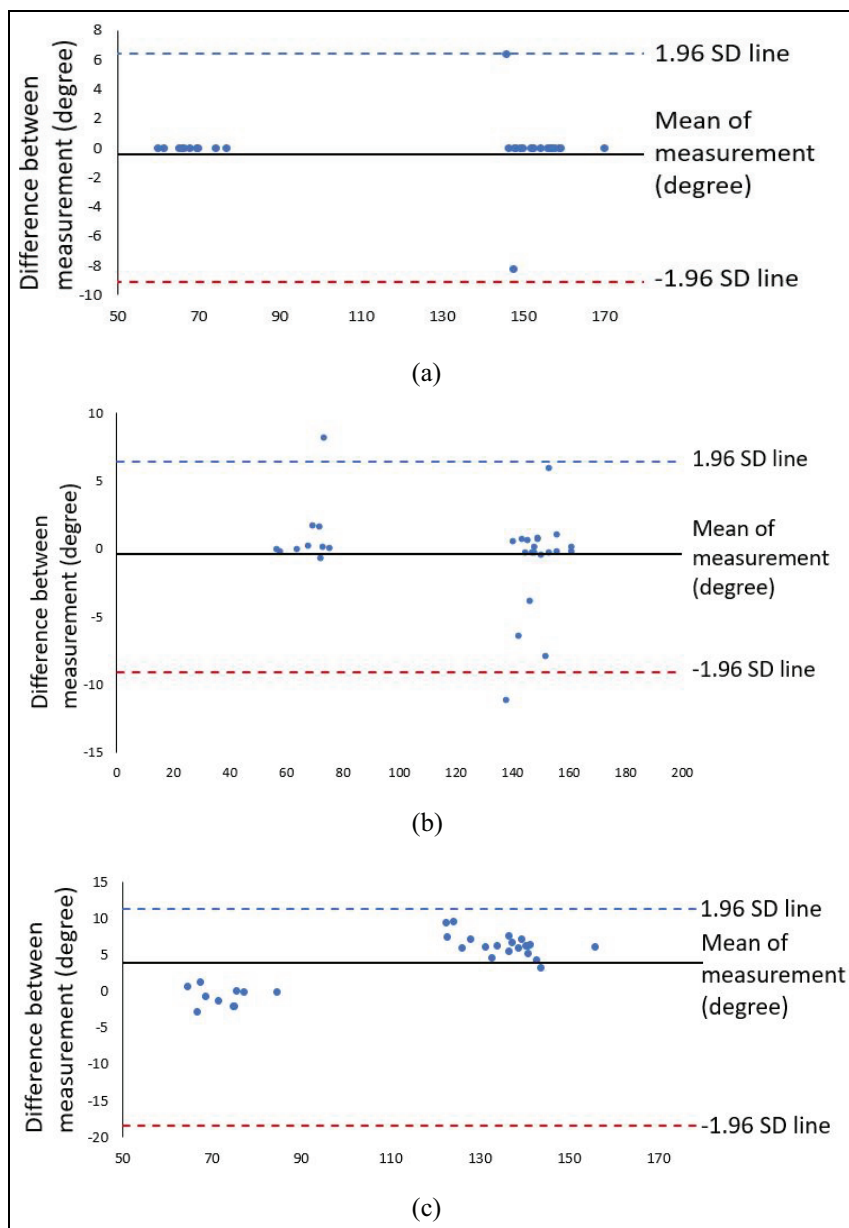 Difference between
measurement (degree)
8
6
4
2
0
-2
-4
-6
-8
-10
50 70 90 110 130 150 170
1.96 SD line
Mean of
measurement
(degree)
-1.96 SD line
(a)
Difference between
measurement (degree)
10
5
0
-5
-10
-15
0 20 40 60 80 100 120 140 160 180 200
1.96 SD line
Mean of
measurement
(degree)
-1.96 SD line
(b)
Difference between
measurement (degree)
15
10
5
0
-5
-10
-15
-20
50 70 90 110 130 150 170
1.96 SD line
Mean of
measurement
(degree)
-1.96 SD line
(c)